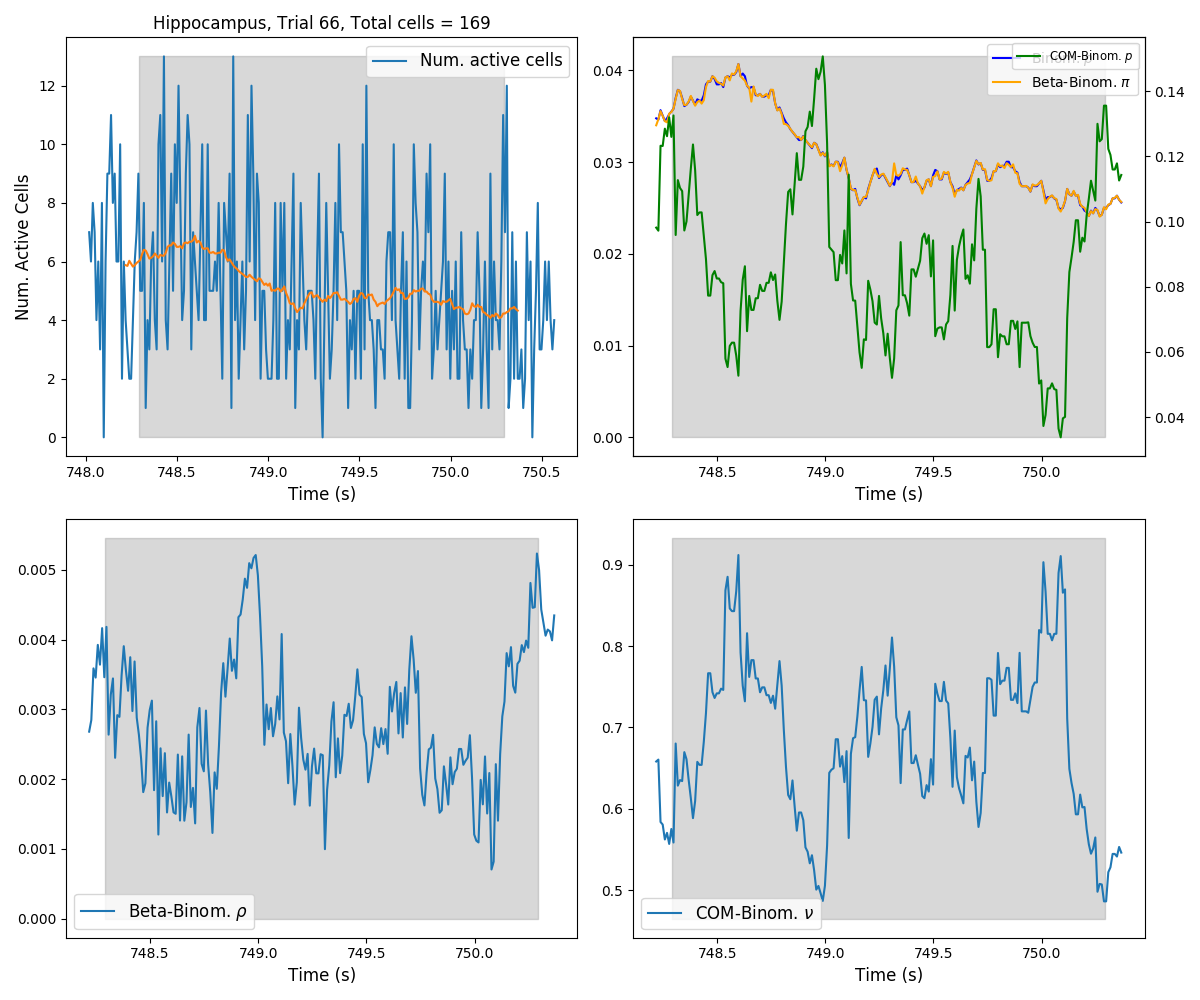 Hippocampus, Trial 66, Total cells = 169
Num. active cells
Num. Active Cells
12
10
8
6
4
2
0
748.0 748.5 749.0 749.5 750.0 750.5
Time (s)
COM-Binom. p
Beta-Binom. π
0.04
0.03
0.02
0.01
0.00
0.14
0.12
0.10
0.08
0.06
0.04
748.5 749.0 749.5 750.0
Time (s)
0.005
0.004
0.003
0.002
0.001
0.000
Beta-Binom. ρ
748.5 749.0 749.5 750.0
Time (s)
0.9
0.8
0.7
0.6
0.5
COM-Binom. ν
748.5 749.0 749.5 750.0
Time (s)